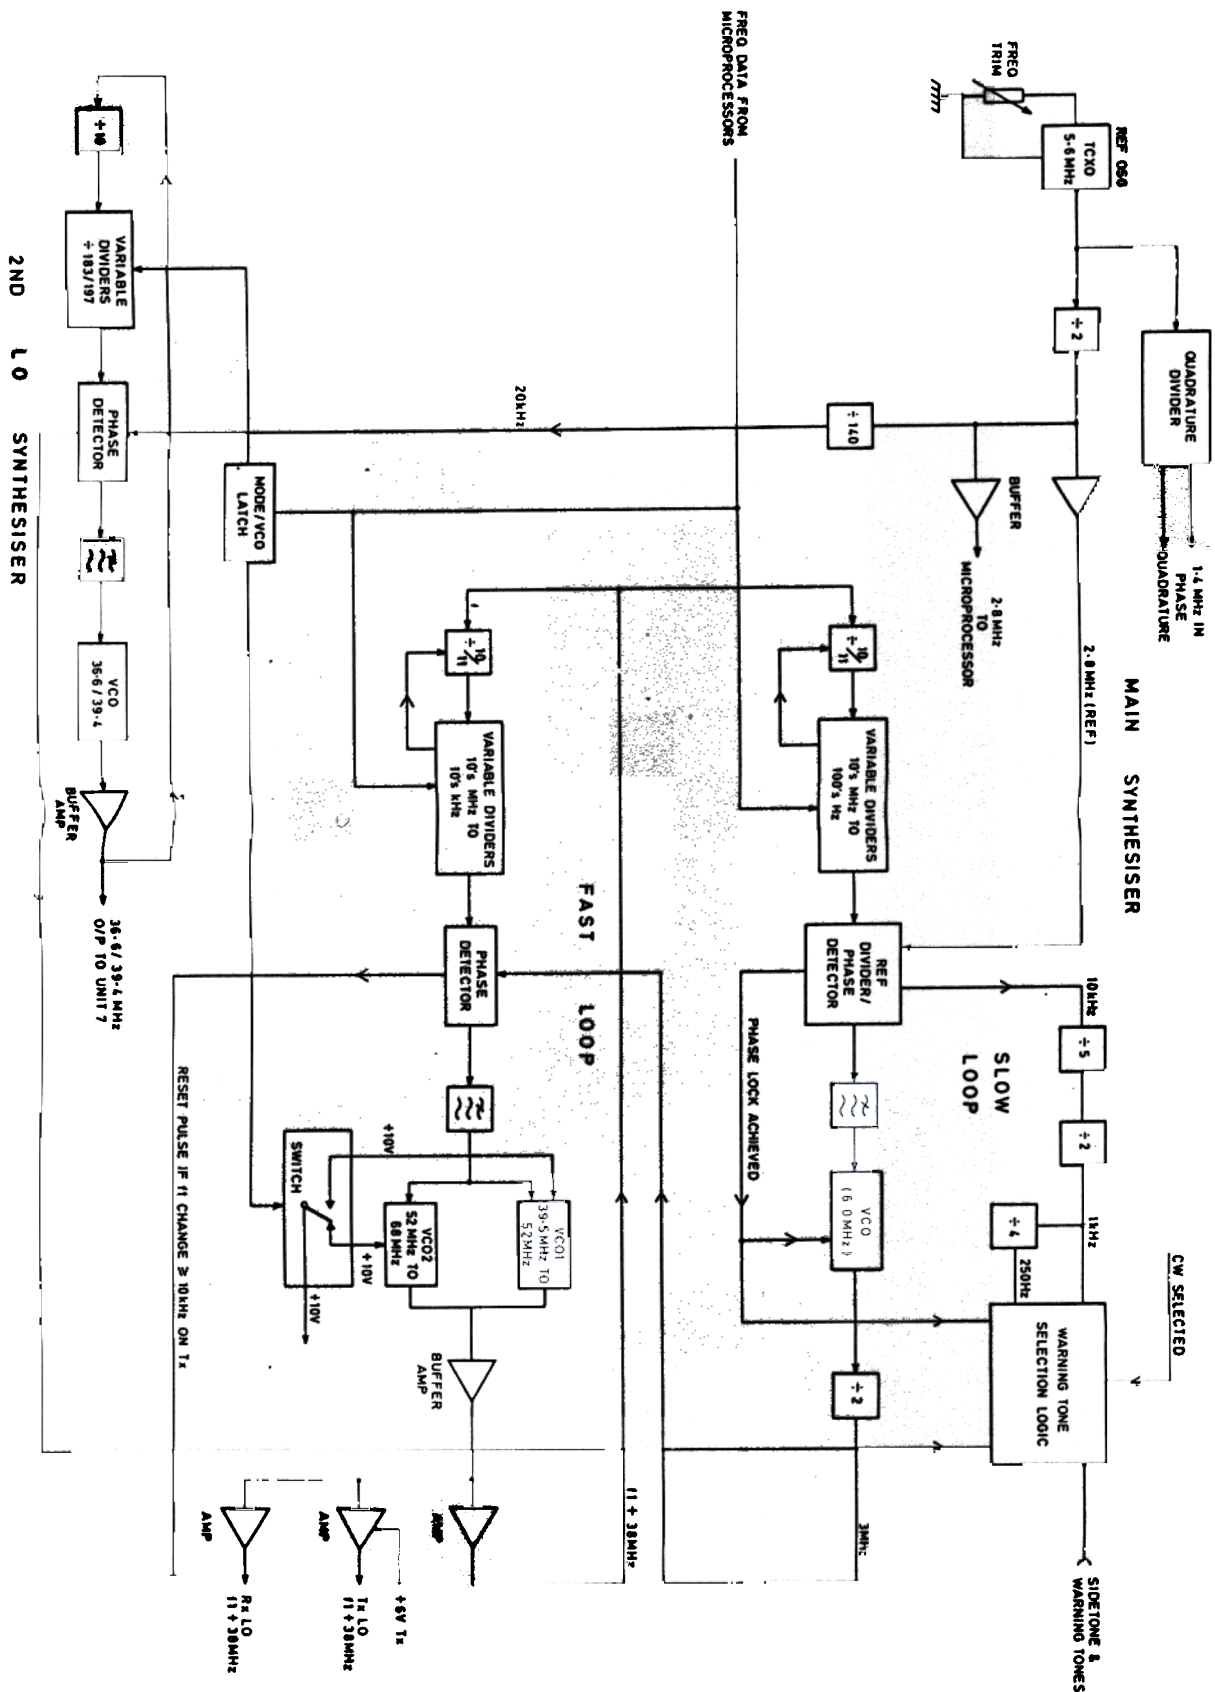 MAIN SYNTHESISER
REF OSC
TCXO
5·6MHz
FREQ
TRIM
÷2
QUADRATURE
DIVIDER
1·4 MHz IN
PHASE
QUADRATURE
BUFFER
2·8MHz
TO
MICROPROCESSOR
2·8MHz (REF)
÷140
20kHz
FREQ DATA FROM
MICROPROCESSORS
÷10/11
VARIABLE DIVIDERS
10's MHz TO
100's Hz
REF
DIVIDER/
PHASE
DETECTOR
10kHz
÷5
÷2
1kHz
÷4
250Hz
SLOW
LOOP
PHASE LOCK ACHIEVED
VCO
(6·0MHz)
÷2
3MHz
CW SELECTED
WARNING TONE
SELECTION LOGIC
SIDETONE &
WARNING TONES
FAST LOOP
÷10/11
VARIABLE DIVIDERS
10's MHz TO
10's kHz
PHASE
DETECTOR
VCO1
39·5MHz TO
52MHz
VCO2
52MHz TO
68MHz
+10V
SWITCH
+10V
+10V
BUFFER
AMP
AMP
f1 + 38MHz
+6V Tx
AMP
Tx LO
f1 + 38MHz
AMP
Rx LO
f1 + 38MHz
RESET PULSE IF f1 CHANGE ≥ 10kHz ON Tx
MODE/VCO
LATCH
÷10
VARIABLE
DIVIDERS
÷183/197
PHASE
DETECTOR
VCO
36·6/39·4
BUFFER
AMP
36·6/39·4 MHz
O/P TO UNIT 7
2ND LO SYNTHESISER